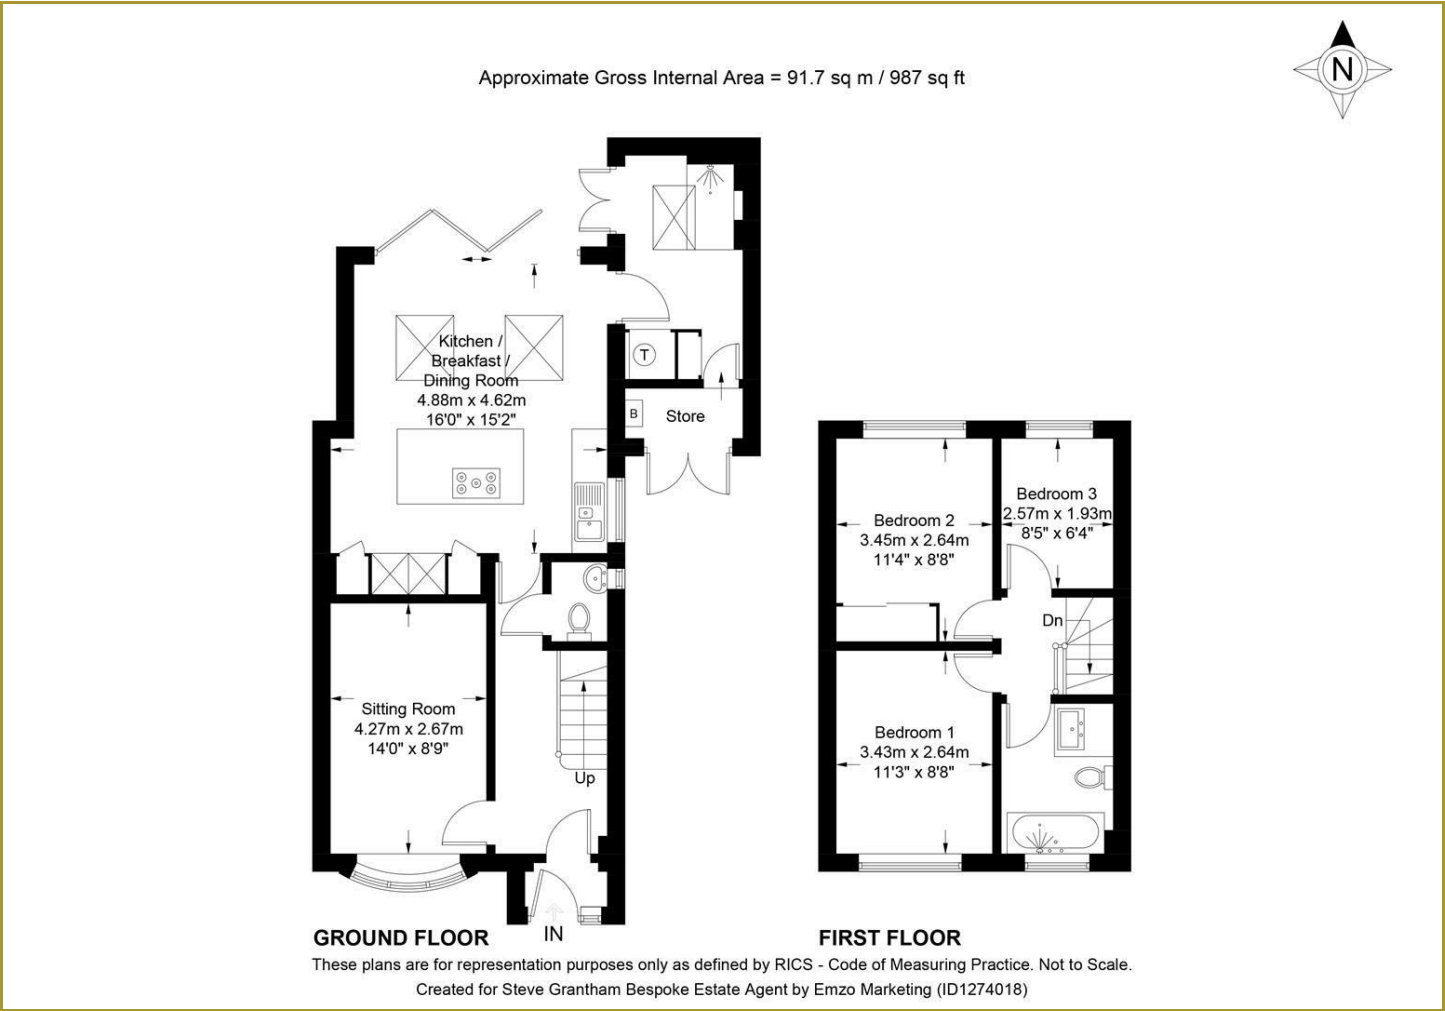 N
Approximate Gross Internal Area = 91.7 sq m / 987 sq ft
Kitchen /
Breakfast /
Dining Room
4.88m x 4.62m
16'0" x 15'2"
T
B
Store
Sitting Room
4.27m x 2.67m
14'0" x 8'9"
Up
IN
Bedroom 2
3.45m x 2.64m
11'4" x 8'8"
Bedroom 3
2.57m x 1.93m
8'5" x 6'4"
Dn
Bedroom 1
3.43m x 2.64m
11'3" x 8'8"
GROUND FLOOR
FIRST FLOOR
These plans are for representation purposes only as defined by RICS - Code of Measuring Practice. Not to Scale.
Created for Steve Grantham Bespoke Estate Agent by Emzo Marketing (ID1274018)